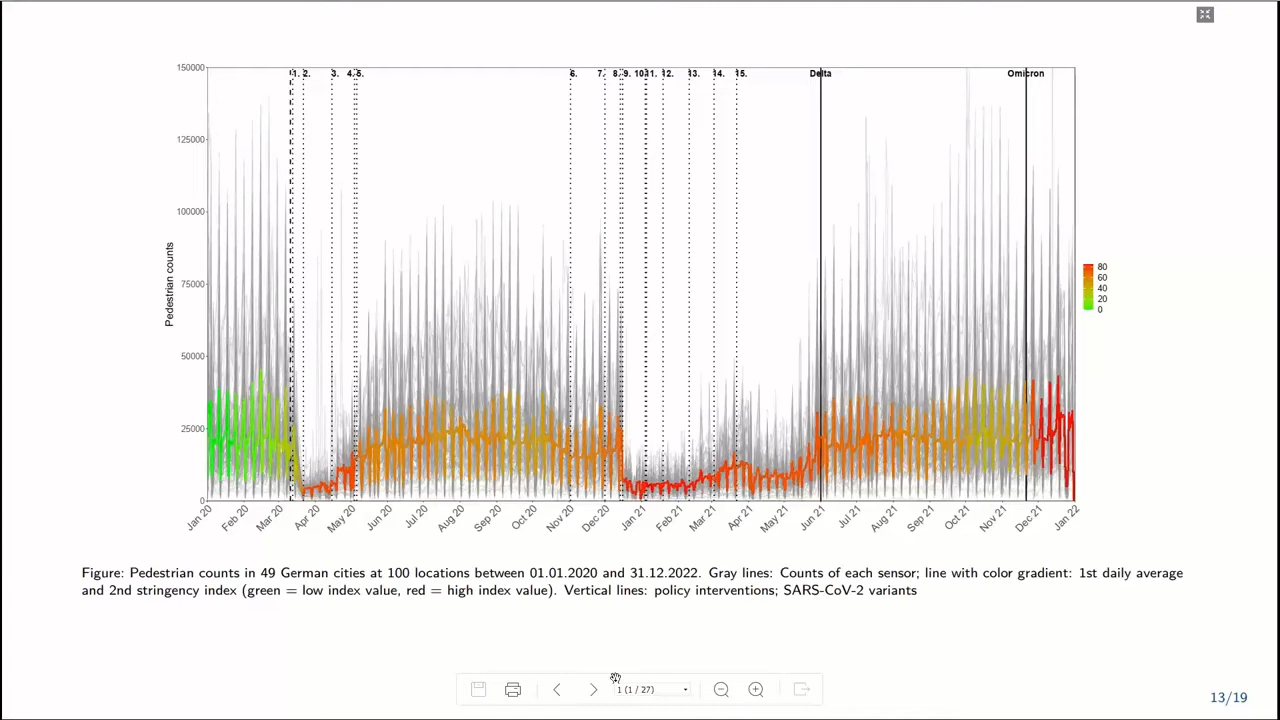 150000
125000
100000
75000
50000
25000
0
Pedestrian counts
1. 2. 3. 4. 5. 6. 7. 8. 9. 10. 11. 12. 13. 14. 15. Delta Omicron
Jan 20 Feb 20 Mar 20 Apr 20 May 20 Jun 20 Jul 20 Aug 20 Sep 20 Oct 20 Nov 20 Dec 20 Jan 21 Feb 21 Mar 21 Apr 21 May 21 Jun 21 Jul 21 Aug 21 Sep 21 Oct 21 Nov 21 Dec 21 Jan 22
80
60
40
20
0
Figure: Pedestrian counts in 49 German cities at 100 locations between 01.01.2020 and 31.12.2022. Gray lines: Counts of each sensor; line with color gradient: 1st daily average
and 2nd stringency index (green = low index value, red = high index value). Vertical lines: policy interventions; SARS-CoV-2 variants
1 (1 / 27)
13/19